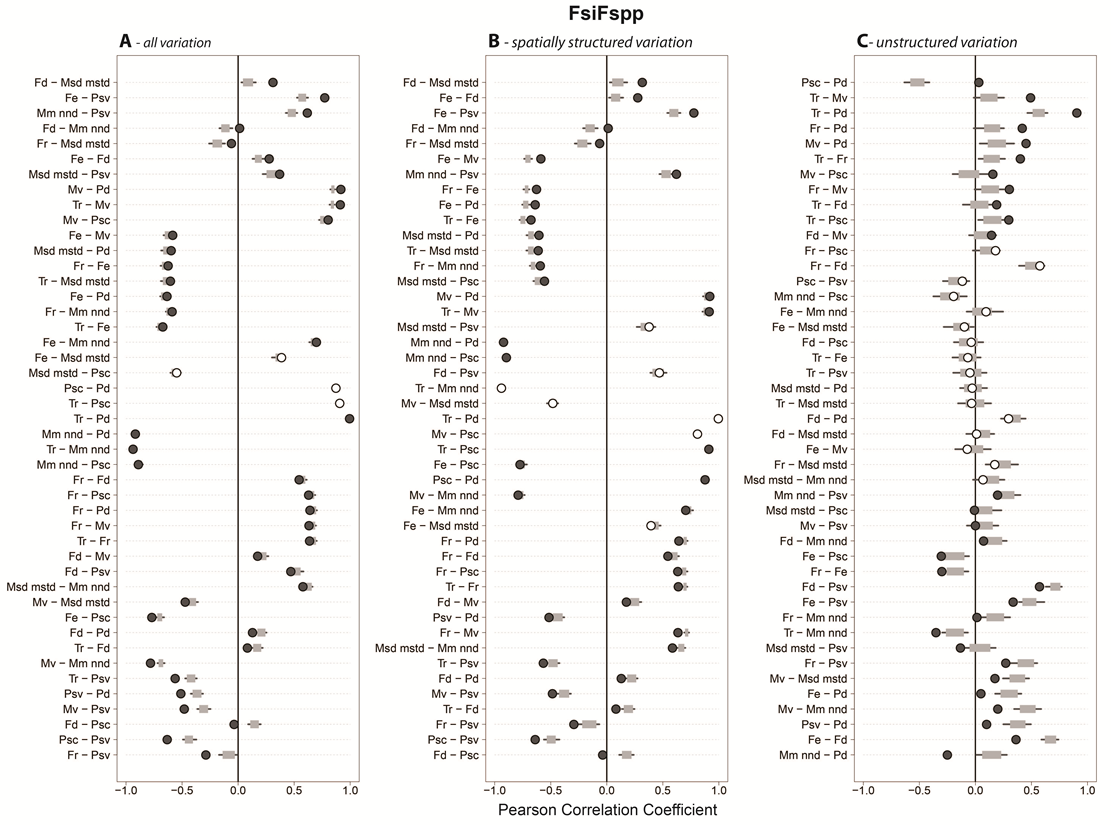 FsiFspp
A - all variation
Fd − Msd mstd
Fe − Psv
Mm nnd − Psv
Fd − Mm nnd
Fr − Msd mstd
Fe − Fd
Msd mstd − Psv
Mv − Pd
Tr − Mv
Mv − Psc
Fe − Mv
Msd mstd − Pd
Fr − Fe
Tr − Msd mstd
Fe − Pd
Fr − Mm nnd
Tr − Fe
Fe − Mm nnd
Fe − Msd mstd
Msd mstd − Psc
Psc − Pd
Tr − Psc
Tr − Pd
Mm nnd − Pd
Tr − Mm nnd
Mm nnd − Psc
Fr − Fd
Fr − Psc
Fr − Pd
Fr − Mv
Tr − Fr
Fd − Mv
Fd − Psv
Msd mstd − Mm nnd
Mv − Msd mstd
Fe − Psc
Fd − Pd
Tr − Fd
Mv − Mm nnd
Tr − Psv
Psv − Pd
Mv − Psv
Fd − Psc
Psc − Psv
Fr − Psv
−1.0 −0.5 0.0 0.5 1.0
B - spatially structured variation
Fd − Msd mstd
Fe − Fd
Fe − Psv
Fd − Mm nnd
Fr − Msd mstd
Fe − Mv
Mm nnd − Psv
Fr − Fe
Fe − Pd
Tr − Fe
Msd mstd − Pd
Tr − Msd mstd
Fr − Mm nnd
Msd mstd − Psc
Mv − Pd
Tr − Mv
Msd mstd − Psv
Mm nnd − Pd
Mm nnd − Psc
Fd − Psv
Tr − Mm nnd
Mv − Msd mstd
Tr − Pd
Mv − Psc
Tr − Psc
Fe − Psc
Psc − Pd
Mv − Mm nnd
Fe − Mm nnd
Fe − Msd mstd
Fr − Pd
Fr − Fd
Fr − Psc
Tr − Fr
Fd − Mv
Psv − Pd
Fr − Mv
Msd mstd − Mm nnd
Tr − Psv
Fd − Pd
Mv − Psv
Tr − Fd
Fr − Psv
Psc − Psv
Fd − Psc
−1.0 −0.5 0.0 0.5 1.0
Pearson Correlation Coefficient
C - unstructured variation
Psc − Pd
Tr − Mv
Tr − Pd
Fr − Pd
Mv − Pd
Tr − Fr
Mv − Psc
Fr − Mv
Tr − Fd
Tr − Psc
Fd − Mv
Fr − Psc
Fr − Fd
Psc − Psv
Mm nnd − Psc
Fe − Mm nnd
Fe − Msd mstd
Fd − Psc
Tr − Fe
Tr − Psv
Msd mstd − Pd
Tr − Msd mstd
Fd − Pd
Fd − Msd mstd
Fe − Mv
Fr − Msd mstd
Msd mstd − Mm nnd
Mm nnd − Psv
Msd mstd − Psc
Mv − Psv
Fd − Mm nnd
Fe − Psc
Fr − Fe
Fd − Psv
Fe − Psv
Fr − Mm nnd
Tr − Mm nnd
Msd mstd − Psv
Fr − Psv
Mv − Msd mstd
Fe − Pd
Mv − Mm nnd
Psv − Pd
Fe − Fd
Mm nnd − Pd
−1.0 −0.5 0.0 0.5 1.0